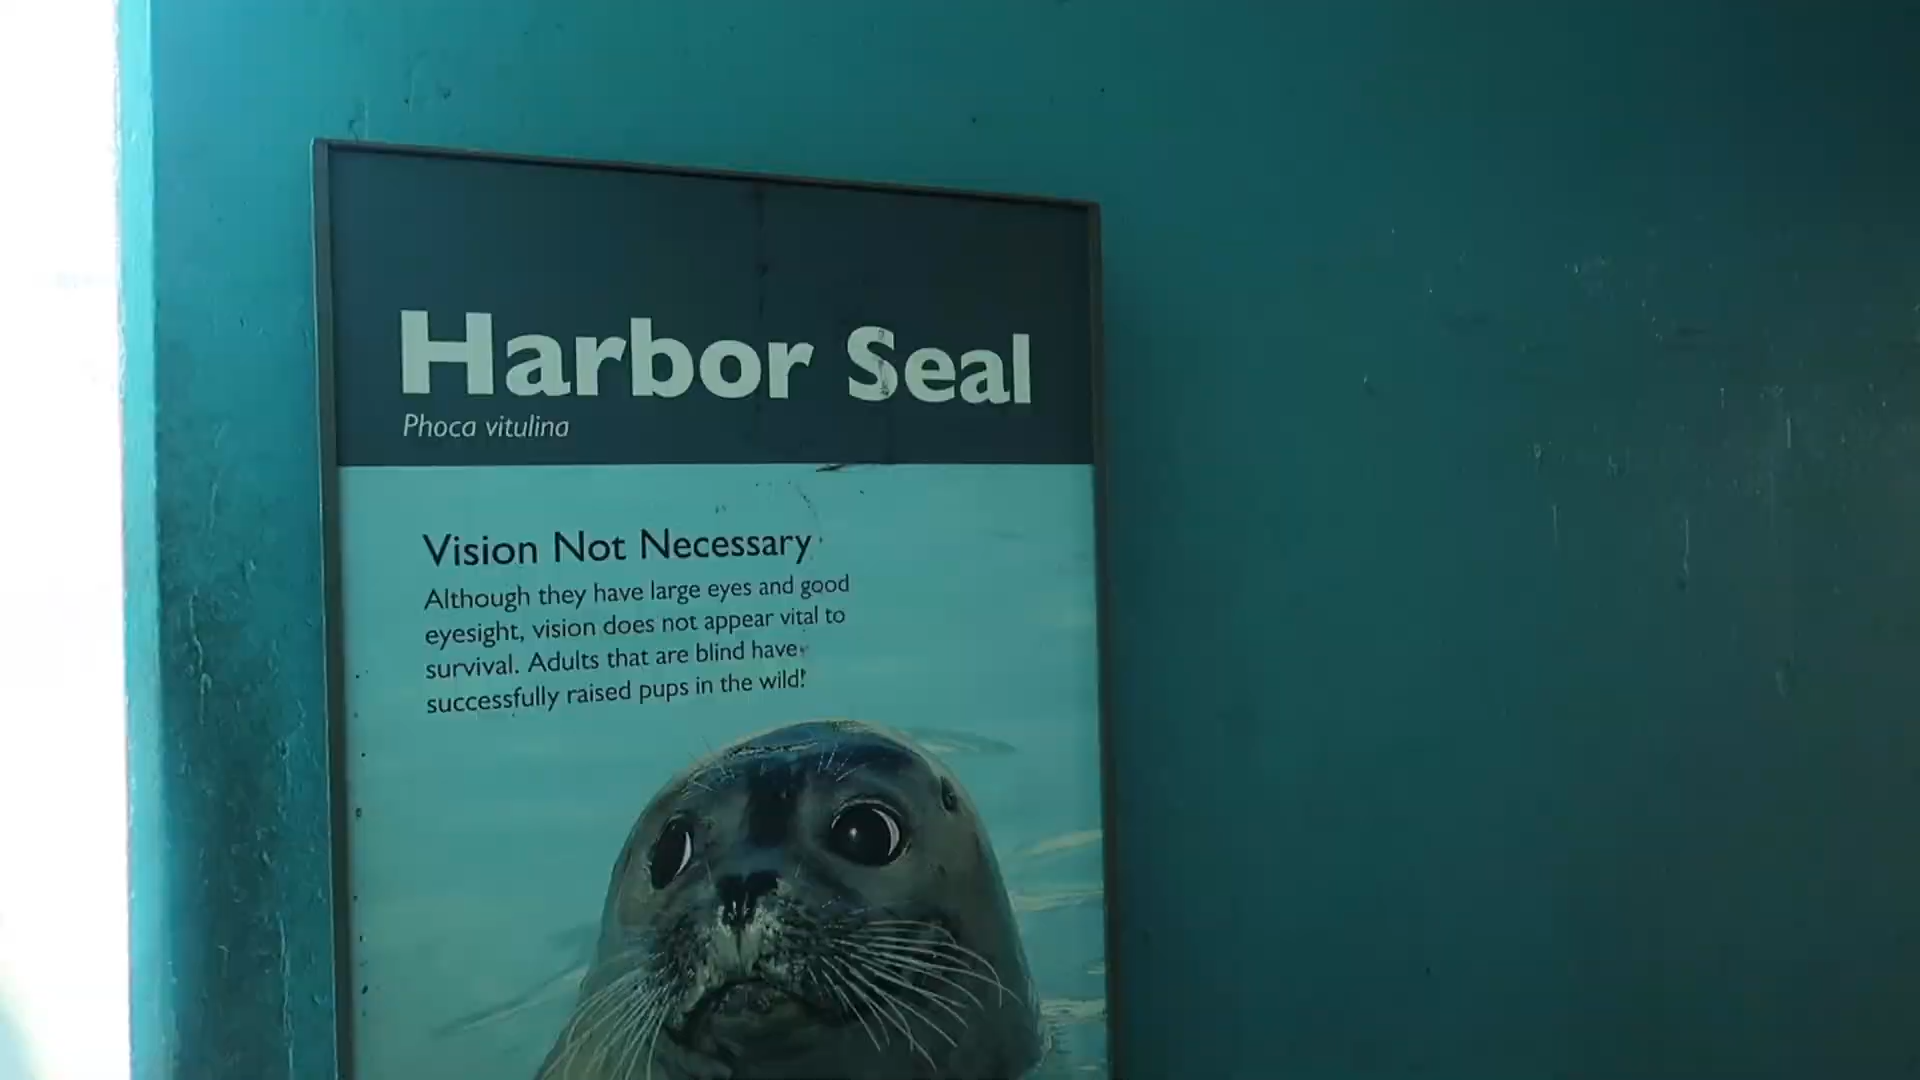 Harbor Seal
Phoca vitulina
Vision Not Necessary
Although they have large eyes and good
eyesight, vision does not appear vital to
survival. Adults that are blind have
successfully raised pups in the wild!